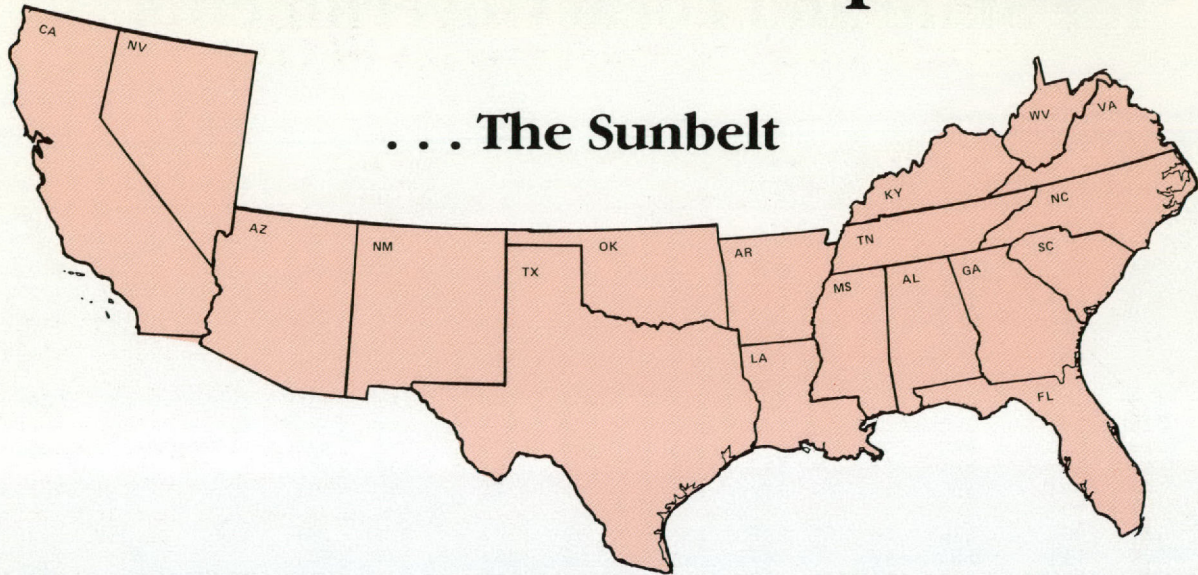 . . . The Sunbelt
CA
NV
AZ
NM
TX
OK
AR
LA
MS
AL
GA
FL
SC
NC
TN
KY
WV
VA